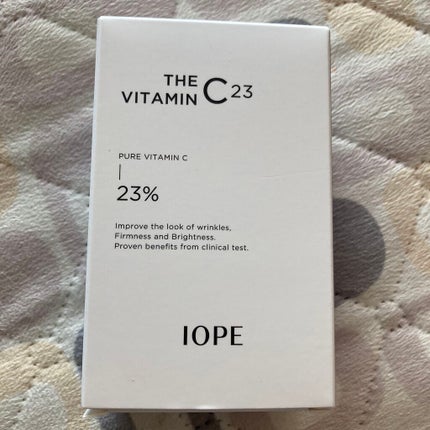 THE
VITAMIN C23
PURE VITAMIN C
23%
Improve the look of wrinkles,
Firmness and Brightness.
Proven benefits from clinical test.
IOPE